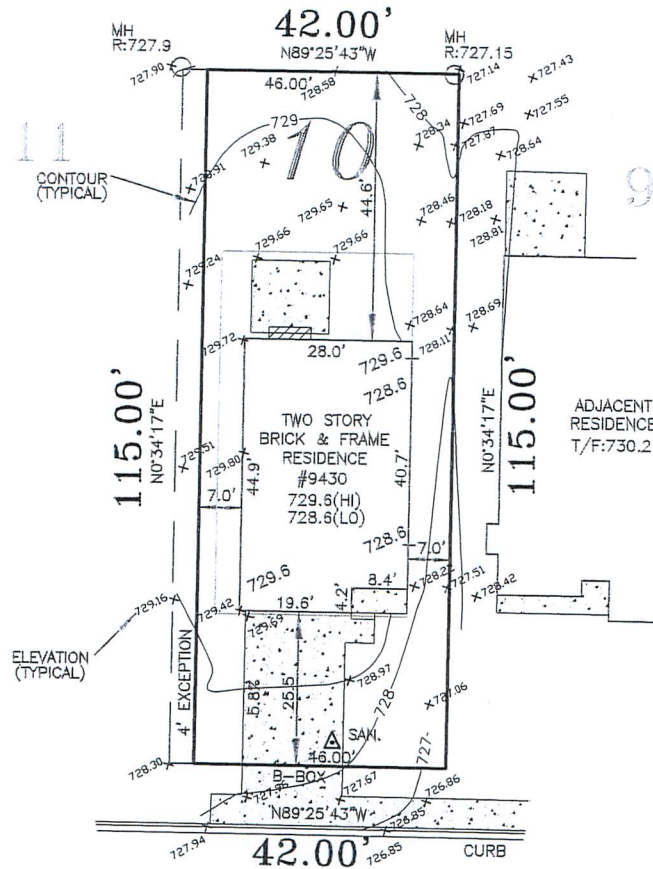 42.00'
N89°25'43"W
MH
R:727.9
MH
R:727.15
727.90
46.00'
728.58
727.14
727.43
729
728
727.69
727.55
10
11
9
729.38
728.34
727.87
728.64
CONTOUR
(TYPICAL)
728.91
44.6'
729.65
728.46
728.18
728.81
729.66
729.66
729.24
728.64
728.69
729.72
28.0'
729.6
728.11
728.6
115.00'
N0°34'17"E
TWO STORY
BRICK & FRAME
RESIDENCE
#9430
729.6(HI)
728.6(LO)
N0°34'17"E
115.00'
ADJACENT
RESIDENCE
T/F:730.2
729.51
729.80
44.9'
40.7'
7.0'
728.6
7.0'
729.6
8.4'
728.22
727.51
728.42
729.16
729.42
19.6'
4.2'
729.69
ELEVATION
(TYPICAL)
4' EXCEPTION
5.8%
25.5'
728.97
728
727.06
SAN.
727
46.00'
728.30
B-BOX
727.67
726.86
N89°25'43"W
727.94
42.00'
726.85
CURB